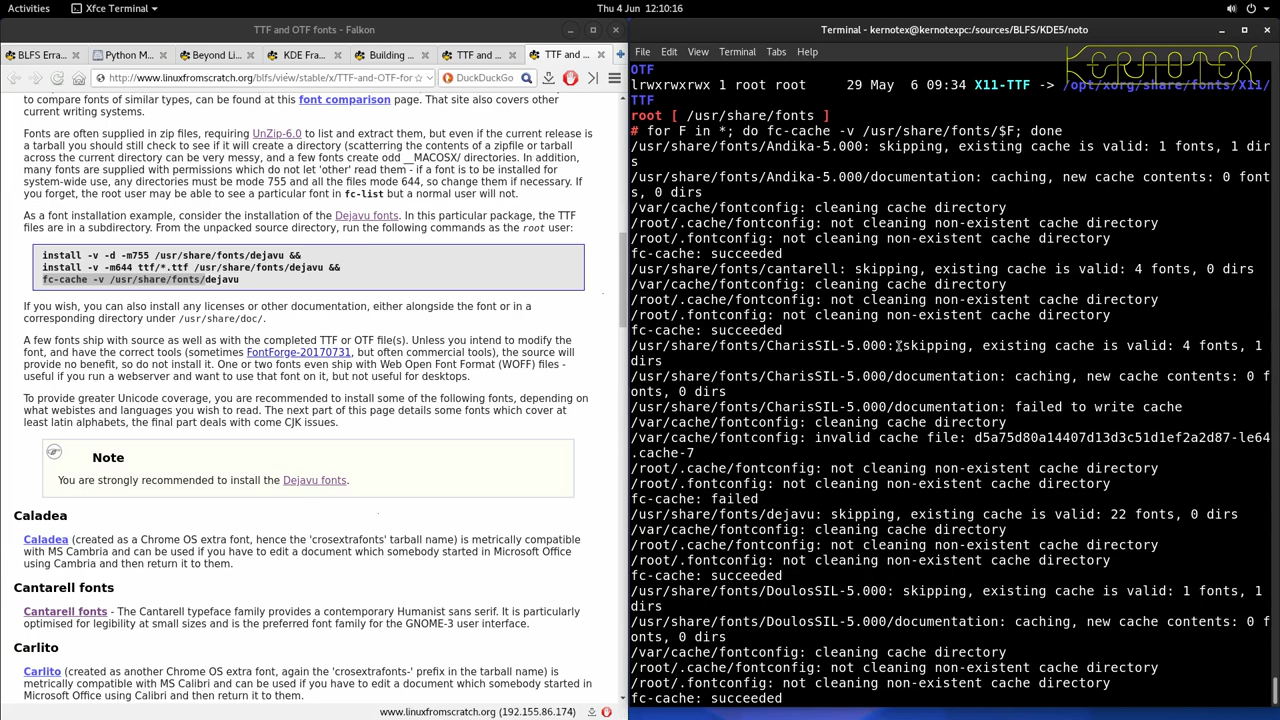 Activities
Xfce Terminal
Thu 4 Jun 12:10:16
TTF and OTF fonts - Falkon
BLFS Erra...
Python M...
Beyond Li...
KDE Fra...
Building ...
TTF and ...
TTF and ...
http://www.linuxfromscratch.org/blfs/view/stable/x/TTF-and-OTF-for
DuckDuckGo
to compare fonts of similar types, can be found at this font comparison page. That site also covers other
current writing systems.
Fonts are often supplied in zip files, requiring UnZip-6.0 to list and extract them, but even if the current release is
a tarball you should still check to see if it will create a directory (scattering the contents of a zipfile or tarball
across the current directory can be very messy, and a few fonts create odd __MACOSX/ directories. In addition,
many fonts are supplied with permissions which do not let 'other' read them - if a font is to be installed for
system-wide use, any directories must be mode 755 and all the files mode 644, so change them if necessary. If
you forget, the root user may be able to see a particular font in fc-list but a normal user will not.
As a font installation example, consider the installation of the Dejavu fonts. In this particular package, the TTF
files are in a subdirectory. From the unpacked source directory, run the following commands as the root user:
install -v -d -m755 /usr/share/fonts/dejavu &&
install -v -m644 ttf/*.ttf /usr/share/fonts/dejavu &&
fc-cache -v /usr/share/fonts/dejavu
If you wish, you can also install any licenses or other documentation, either alongside the font or in a
corresponding directory under /usr/share/doc/.
A few fonts ship with source as well as with the completed TTF or OTF file(s). Unless you intend to modify the
font, and have the correct tools (sometimes FontForge-20170731, but often commercial tools), the source will
provide no benefit, so do not install it. One or two fonts even ship with Web Open Font Format (WOFF) files -
useful if you run a webserver and want to use that font on it, but not useful for desktops.
To provide greater Unicode coverage, you are recommended to install some of the following fonts, depending on
what webistes and languages you wish to read. The next part of this page details some fonts which cover at
least latin alphabets, the final part deals with come CJK issues.
Note
You are strongly recommended to install the Dejavu fonts.
Caladea
Caladea (created as a Chrome OS extra font, hence the 'crosextrafonts' tarball name) is metrically compatible
with MS Cambria and can be used if you have to edit a document which somebody started in Microsoft Office
using Cambria and then return it to them.
Cantarell fonts
Cantarell fonts - The Cantarell typeface family provides a contemporary Humanist sans serif. It is particularly
optimised for legibility at small sizes and is the preferred font family for the GNOME-3 user interface.
Carlito
Carlito (created as another Chrome OS extra font, again the 'crosextrafonts-' prefix in the tarball name) is
metrically compatible with MS Calibri and can be used if you have to edit a document which somebody started in
Microsoft Office using Calibri and then return it to them.
www.linuxfromscratch.org (192.155.86.174)
Terminal - kernotex@kernotexpc:/sources/BLFS/KDE5/noto
File Edit View Terminal Tabs Help
KERNOTEX
OTF
lrwxrwxrwx 1 root root    29 May  6 09:34 X11-TTF -> /opt/xorg/share/fonts/X11/
TTF
root [ /usr/share/fonts ]
# for F in *; do fc-cache -v /usr/share/fonts/$F; done
/usr/share/fonts/Andika-5.000: skipping, existing cache is valid: 1 fonts, 1 dir
s
/usr/share/fonts/Andika-5.000/documentation: caching, new cache contents: 0 font
s, 0 dirs
/var/cache/fontconfig: cleaning cache directory
/root/.cache/fontconfig: not cleaning non-existent cache directory
/root/.fontconfig: not cleaning non-existent cache directory
fc-cache: succeeded
/usr/share/fonts/cantarell: skipping, existing cache is valid: 4 fonts, 0 dirs
/var/cache/fontconfig: cleaning cache directory
/root/.cache/fontconfig: not cleaning non-existent cache directory
/root/.fontconfig: not cleaning non-existent cache directory
fc-cache: succeeded
/usr/share/fonts/CharisSIL-5.000: skipping, existing cache is valid: 4 fonts, 1
dirs
/usr/share/fonts/CharisSIL-5.000/documentation: caching, new cache contents: 0 f
onts, 0 dirs
/usr/share/fonts/CharisSIL-5.000/documentation: failed to write cache
/var/cache/fontconfig: cleaning cache directory
/var/cache/fontconfig: invalid cache file: d5a75d80a14407d13d3c51d1ef2a2d87-le64
.cache-7
/root/.cache/fontconfig: not cleaning non-existent cache directory
/root/.fontconfig: not cleaning non-existent cache directory
fc-cache: failed
/usr/share/fonts/dejavu: skipping, existing cache is valid: 22 fonts, 0 dirs
/var/cache/fontconfig: cleaning cache directory
/root/.cache/fontconfig: not cleaning non-existent cache directory
/root/.fontconfig: not cleaning non-existent cache directory
fc-cache: succeeded
/usr/share/fonts/DoulosSIL-5.000: skipping, existing cache is valid: 1 fonts, 1
dirs
/usr/share/fonts/DoulosSIL-5.000/documentation: caching, new cache contents: 0 f
onts, 0 dirs
/var/cache/fontconfig: cleaning cache directory
/root/.cache/fontconfig: not cleaning non-existent cache directory
/root/.fontconfig: not cleaning non-existent cache directory
fc-cache: succeeded